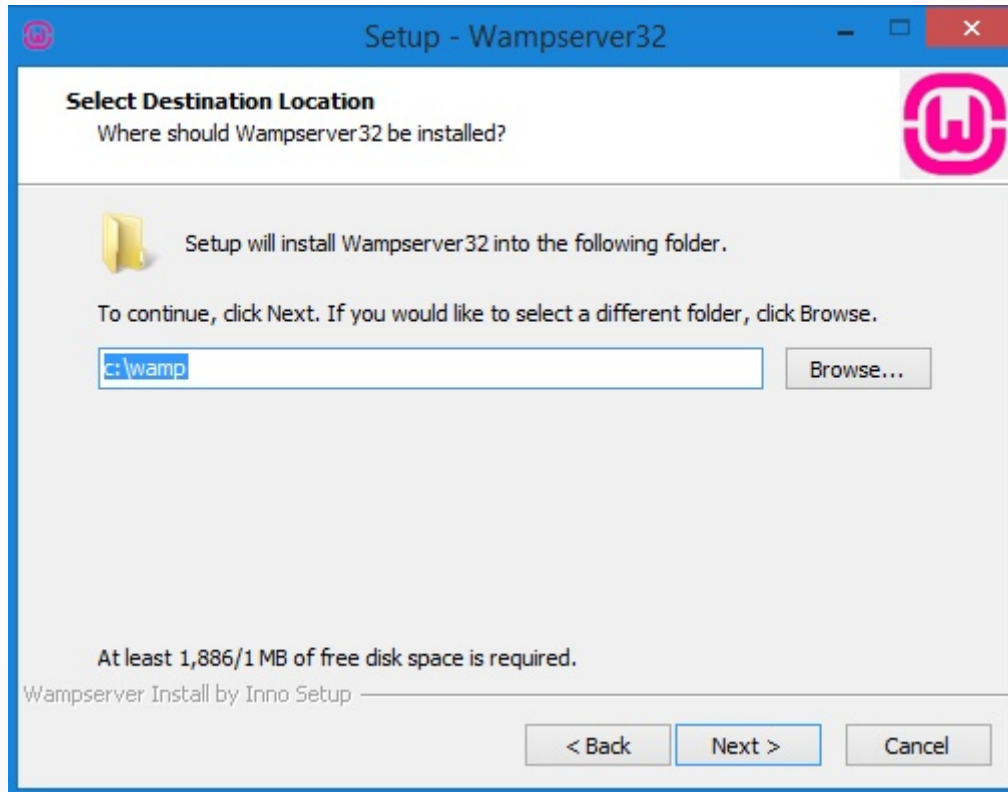 Setup - Wampserver32
Select Destination Location
Where should Wampserver32 be installed?
Setup will install Wampserver32 into the following folder.
To continue, click Next. If you would like to select a different folder, click Browse.
c:\wamp
Browse...
At least 1,886/1 MB of free disk space is required.
Wampserver Install by Inno Setup
< Back
Next >
Cancel